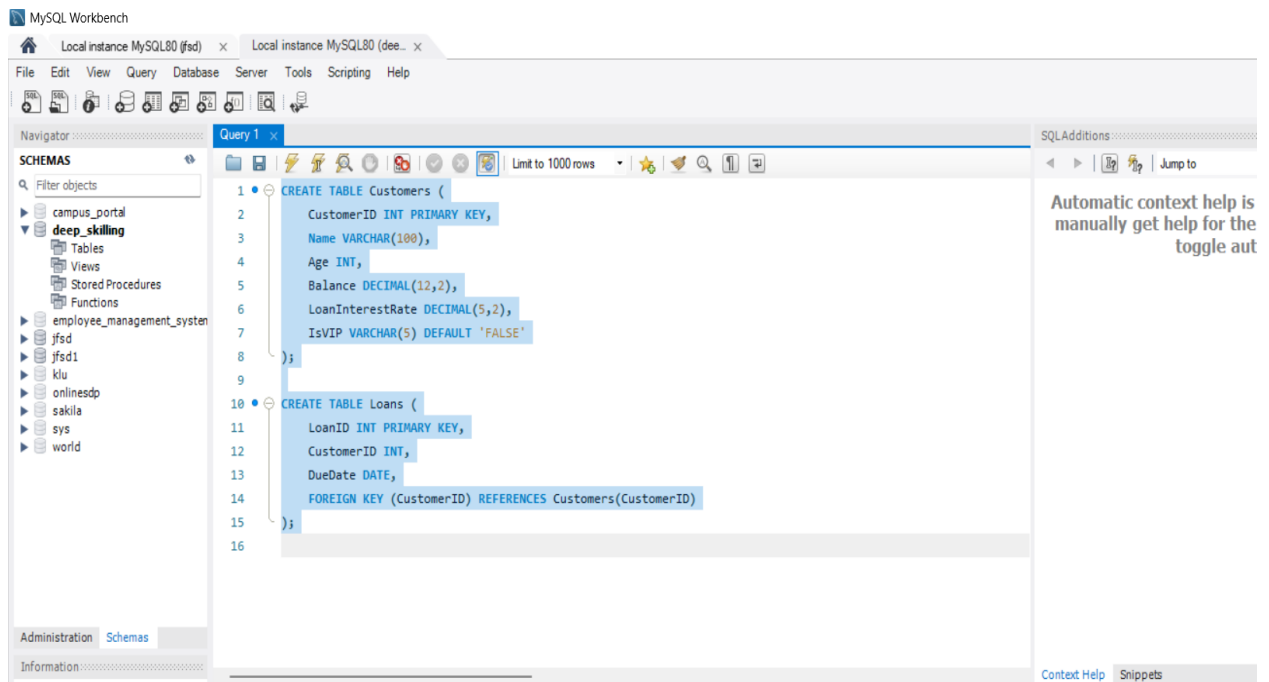 MySQL Workbench
Local instance MySQL80 (jfsd) × Local instance MySQL80 (dee... ×
File Edit View Query Database Server Tools Scripting Help
Navigator
SCHEMAS
Filter objects
campus_portal
deep_skilling
Tables
Views
Stored Procedures
Functions
employee_management_system
jfsd
jfsd1
klu
onlinesdp
sakila
sys
world
Administration Schemas
Information
Query 1 ×
Limit to 1000 rows
1 CREATE TABLE Customers (
2 CustomerID INT PRIMARY KEY,
3 Name VARCHAR(100),
4 Age INT,
5 Balance DECIMAL(12,2),
6 LoanInterestRate DECIMAL(5,2),
7 IsVIP VARCHAR(5) DEFAULT 'FALSE'
8 );
9
10 CREATE TABLE Loans (
11 LoanID INT PRIMARY KEY,
12 CustomerID INT,
13 DueDate DATE,
14 FOREIGN KEY (CustomerID) REFERENCES Customers(CustomerID)
15 );
16
SQLAdditions
Jump to
Automatic context help is
manually get help for the
toggle aut
Context Help Snippets